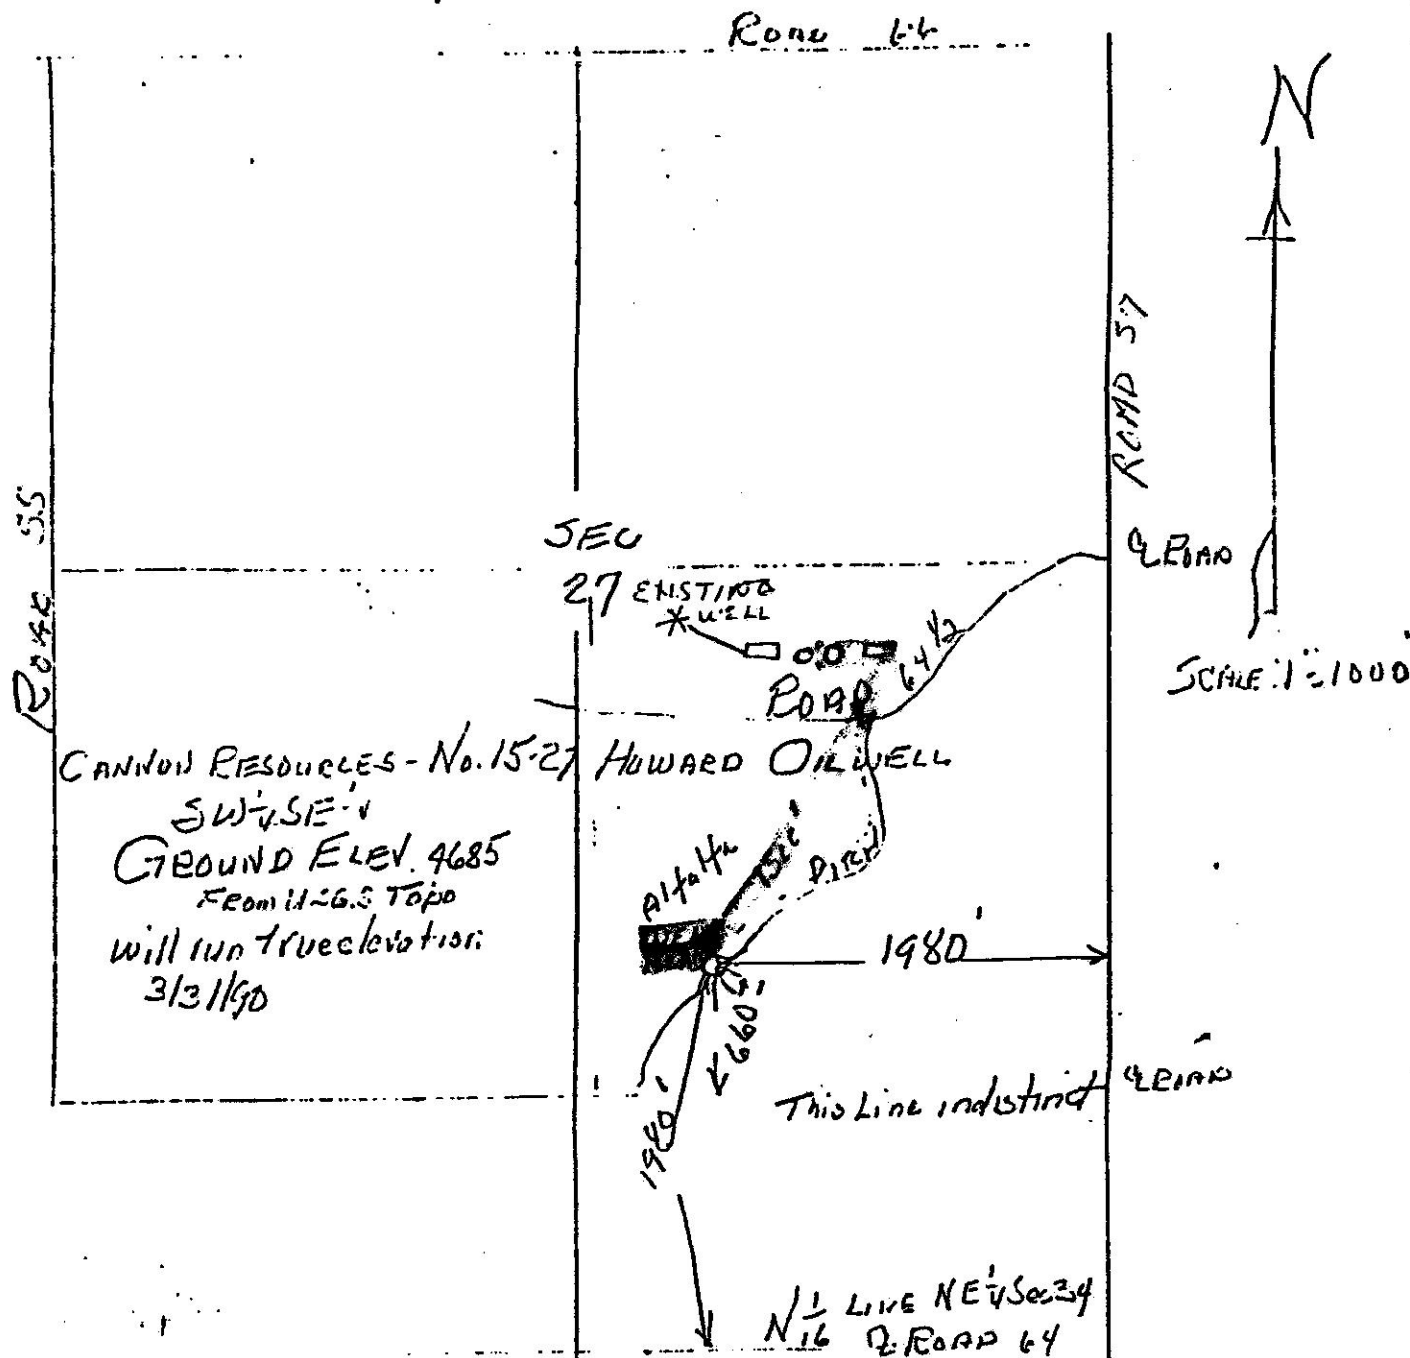 Road 66
N
ROAD 57
Road 55
SEC
27
EXISTING
WELL
℄ ROAD
64 1/2
ROAD
SCALE: 1"=1000'
CANNON RESOURCES - No. 15-27 HOWARD OIL WELL
SW 1/4 SE 1/4
GROUND ELEV. 4685
FROM U.S.G.S TOPO
will run true elevation
3/31/90
Alfalfa
DITCH
1980'
660'
1980'
This Line indistinct
℄ ROAD
N 1/16 LINE NE 1/4 Sec 34
℄ ROAD 64